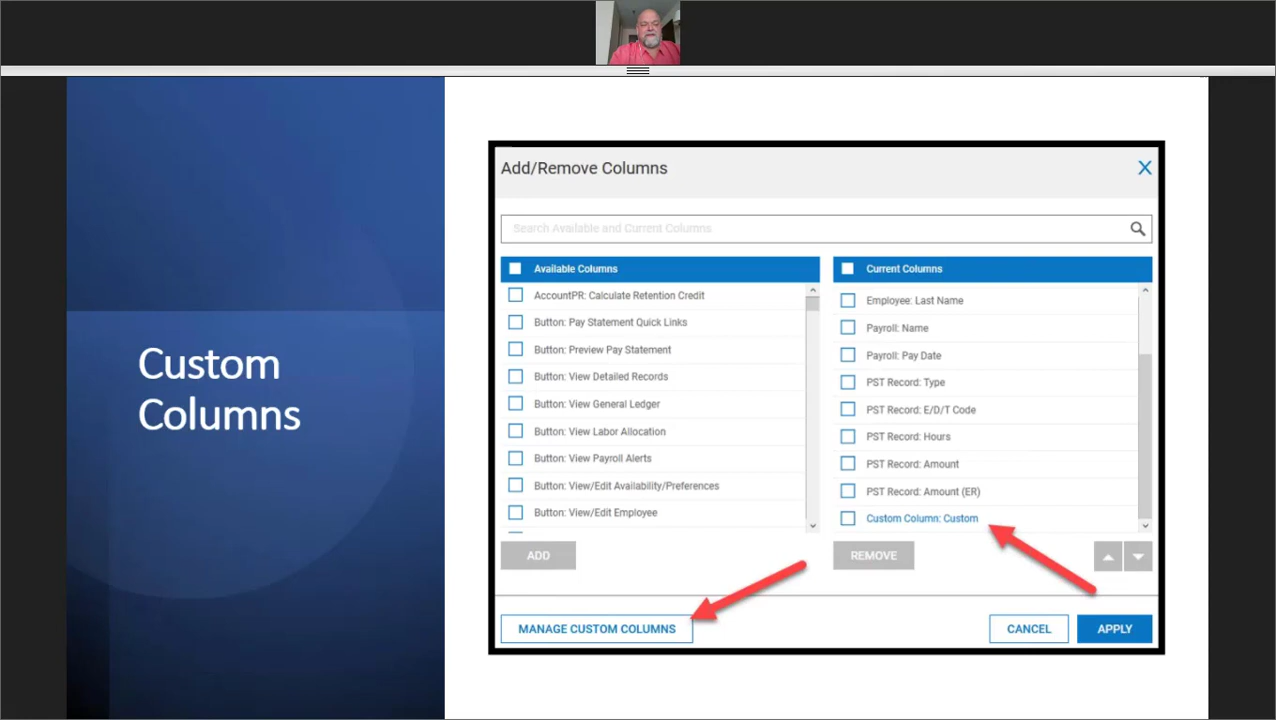 Custom
Columns
Add/Remove Columns
X
Search Available and Current Columns
Available Columns
AccountPR: Calculate Retention Credit
Button: Pay Statement Quick Links
Button: Preview Pay Statement
Button: View Detailed Records
Button: View General Ledger
Button: View Labor Allocation
Button: View Payroll Alerts
Button: View/Edit Availability/Preferences
Button: View/Edit Employee
ADD
Current Columns
Employee: Last Name
Payroll: Name
Payroll: Pay Date
PST Record: Type
PST Record: E/D/T Code
PST Record: Hours
PST Record: Amount
PST Record: Amount (ER)
Custom Column: Custom
REMOVE
MANAGE CUSTOM COLUMNS
CANCEL
APPLY